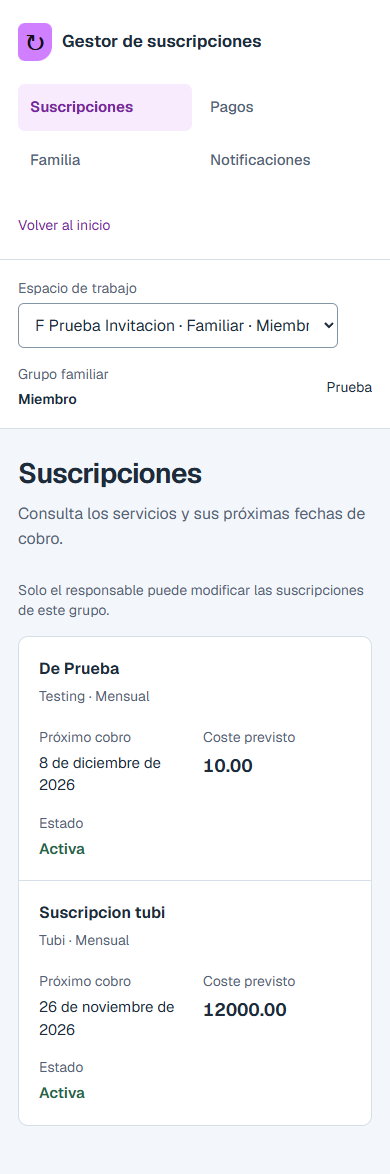 Gestor de suscripciones
Suscripciones
Pagos
Familia
Notificaciones
Volver al inicio
Espacio de trabajo
F Prueba Invitacion · Familiar · Miembr
Grupo familiar
Miembro
Prueba
Suscripciones
Consulta los servicios y sus próximas fechas de
cobro.
Solo el responsable puede modificar las suscripciones
de este grupo.
De Prueba
Testing · Mensual
Próximo cobro
8 de diciembre de
2026
Coste previsto
10.00
Estado
Activa
Suscripcion tubi
Tubi · Mensual
Próximo cobro
26 de noviembre de
2026
Coste previsto
12000.00
Estado
Activa